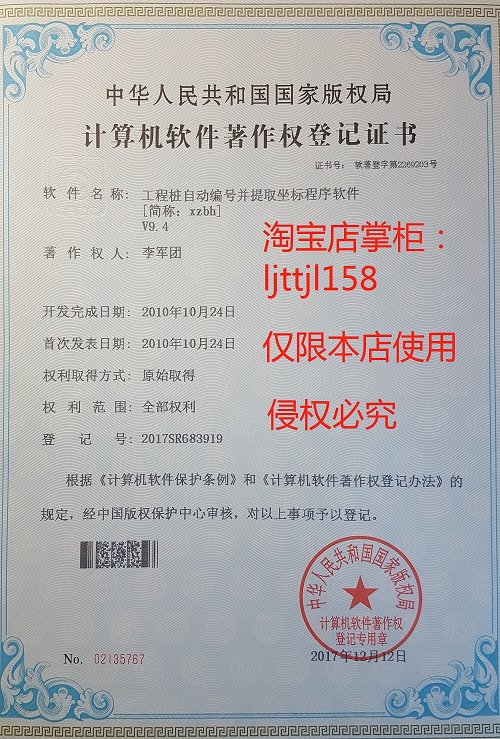 中华人民共和国国家版权局
计算机软件著作权登记证书
证书号： 软著登字第2269203号
软件名称： 工程桩自动编号并提取坐标程序软件
[简称：xzbh]
V9.4
淘宝店掌柜：
ljttjl158
著作权人： 李军团
开发完成日期： 2010年10月24日
首次发表日期： 2010年10月24日
仅限本店使用
权利取得方式： 原始取得
权利范围： 全部权利
侵权必究
登记号： 2017SR683919
根据《计算机软件保护条例》和《计算机软件著作权登记办法》的
规定，经中国版权保护中心审核，对以上事项予以登记。
中华人民共和国国家版权局
计算机软件著作权
登记专用章
No. 02135767
2017年12月12日